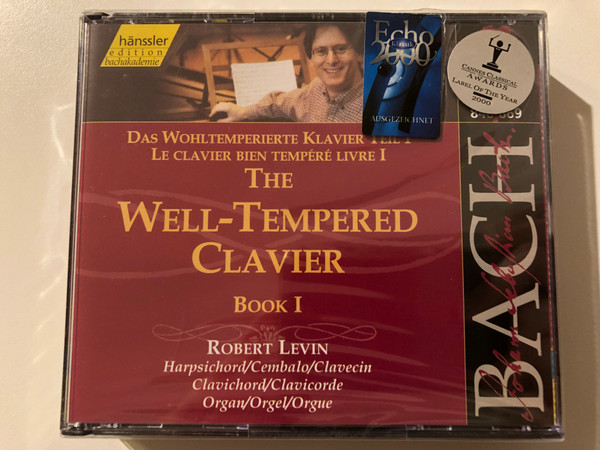 hänssler
edition
bachakademie
Echo
Klassik
2000
AUSGEZEICHNET
CANNES CLASSICAL
AWARDS
LABEL OF THE YEAR
2000
DAS WOHLTEMPERIERTE KLAVIER TEIL I
LE CLAVIER BIEN TEMPÉRÉ LIVRE I
THE
WELL-TEMPERED
CLAVIER
BOOK I
ROBERT LEVIN
Harpsichord/Cembalo/Clavecin
Clavichord/Clavicorde
Organ/Orgel/Orgue
BACH